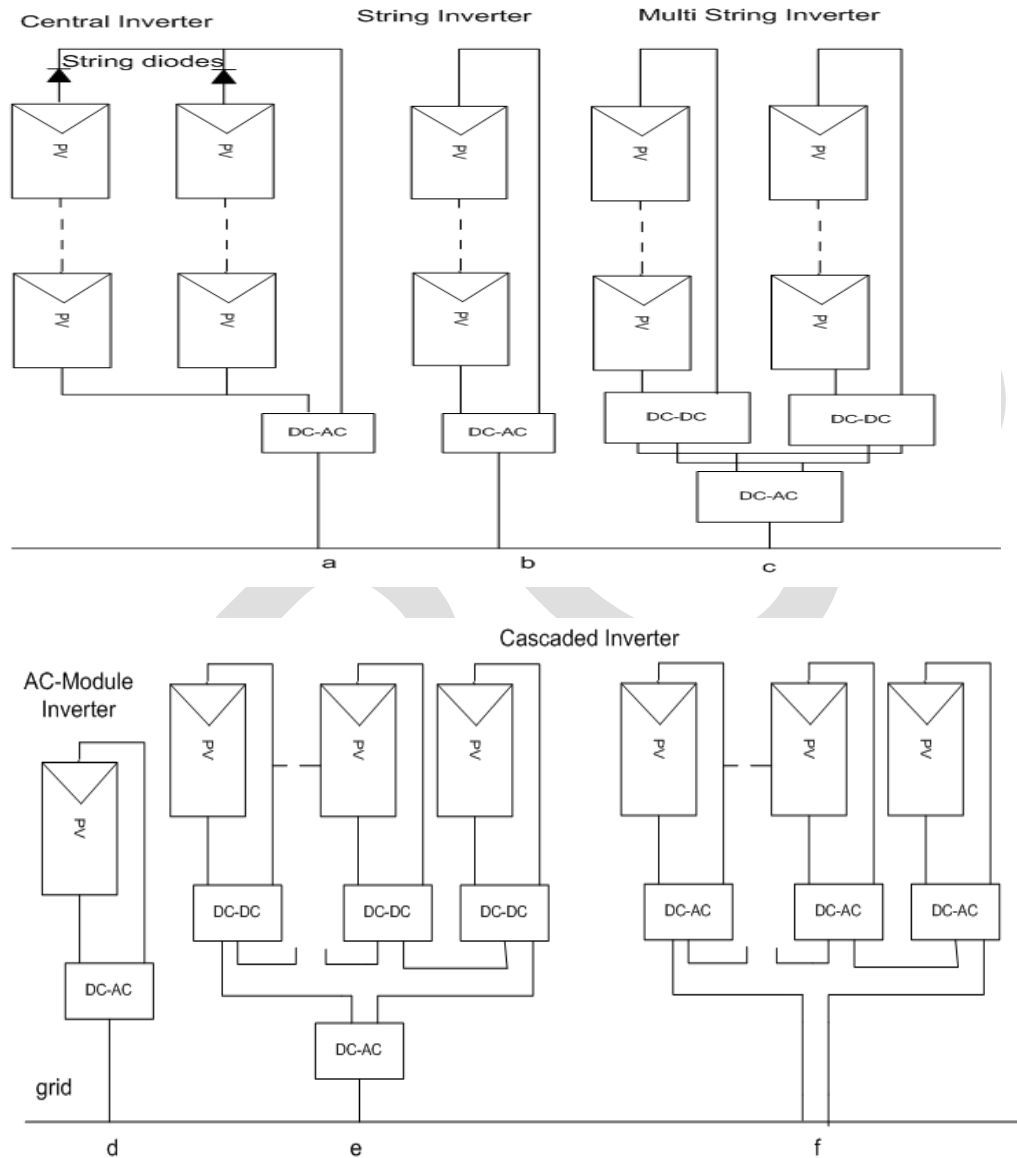 Central Inverter
String Inverter
Multi String Inverter
String diodes
PV PV PV PV PV
PV PV PV PV PV
DC-DC
DC-DC
DC-AC
DC-AC
DC-AC
a
b
c
Cascaded Inverter
AC-Module
Inverter
PV PV PV PV PV PV
PV
DC-DC DC-DC DC-DC DC-AC DC-AC DC-AC
DC-AC
DC-AC
grid
d
e
f